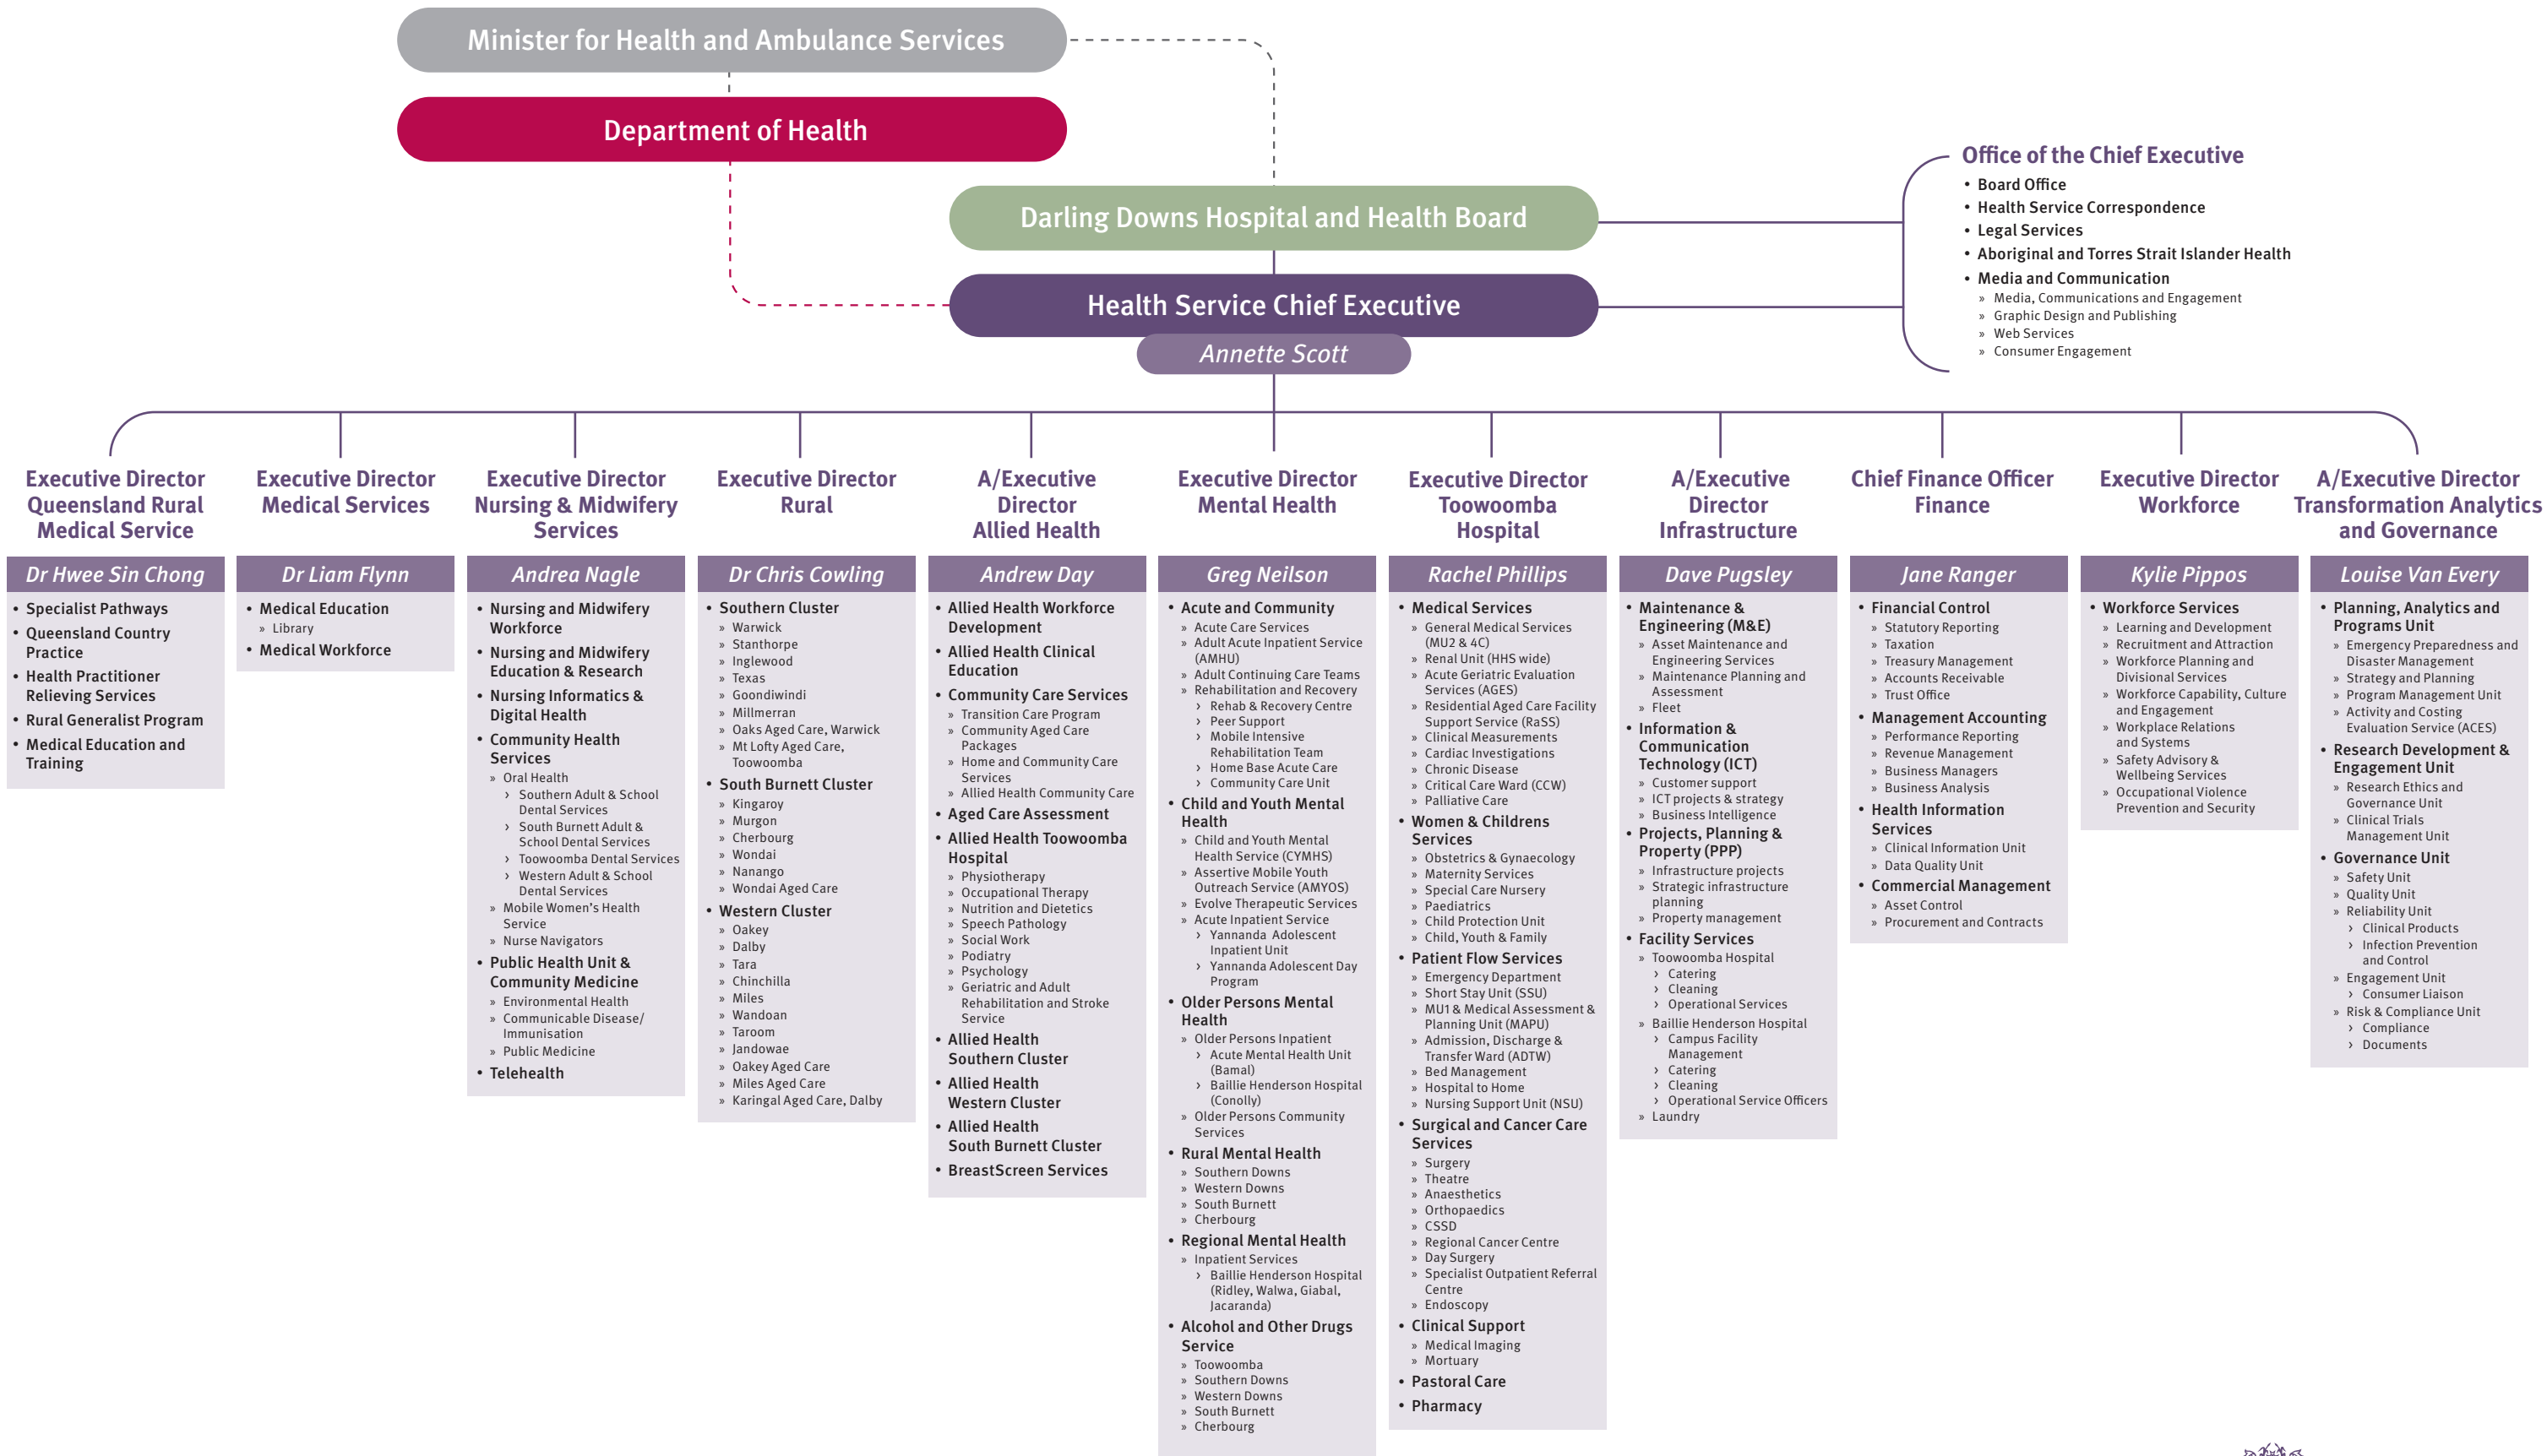 Minister for Health and Ambulance Services
Department of Health
Darling Downs Hospital and Health Board
Health Service Chief Executive
Annette Scott
Office of the Chief Executive
• Board Office
• Health Service Correspondence
• Legal Services
• Aboriginal and Torres Strait Islander Health
• Media and Communication
» Media, Communications and Engagement
» Graphic Design and Publishing
» Web Services
» Consumer Engagement
Executive Director
Queensland Rural
Medical Service
Dr Hwee Sin Chong
• Specialist Pathways
• Queensland Country
Practice
• Health Practitioner
Relieving Services
• Rural Generalist Program
• Medical Education and
Training
Executive Director
Medical Services
Dr Liam Flynn
• Medical Education
» Library
• Medical Workforce
Executive Director
Nursing & Midwifery
Services
Andrea Nagle
• Nursing and Midwifery
Workforce
• Nursing and Midwifery
Education & Research
• Nursing Informatics &
Digital Health
• Community Health
Services
» Oral Health
› Southern Adult & School
Dental Services
› South Burnett Adult &
School Dental Services
› Toowoomba Dental Services
› Western Adult & School
Dental Services
» Mobile Women's Health
Service
» Nurse Navigators
• Public Health Unit &
Community Medicine
» Environmental Health
» Communicable Disease/
Immunisation
» Public Medicine
• Telehealth
Executive Director
Rural
Dr Chris Cowling
• Southern Cluster
» Warwick
» Stanthorpe
» Inglewood
» Texas
» Goondiwindi
» Millmerran
» Oaks Aged Care, Warwick
» Mt Lofty Aged Care,
Toowoomba
• South Burnett Cluster
» Kingaroy
» Murgon
» Cherbourg
» Wondai
» Nanango
» Wondai Aged Care
• Western Cluster
» Oakey
» Dalby
» Tara
» Chinchilla
» Miles
» Wandoan
» Taroom
» Jandowae
» Oakey Aged Care
» Miles Aged Care
» Karingal Aged Care, Dalby
A/Executive
Director
Allied Health
Andrew Day
• Allied Health Workforce
Development
• Allied Health Clinical
Education
• Community Care Services
» Transition Care Program
» Community Aged Care
Packages
» Home and Community Care
Services
» Allied Health Community Care
• Aged Care Assessment
• Allied Health Toowoomba
Hospital
» Physiotherapy
» Occupational Therapy
» Nutrition and Dietetics
» Speech Pathology
» Social Work
» Podiatry
» Psychology
» Geriatric and Adult
Rehabilitation and Stroke
Service
• Allied Health
Southern Cluster
• Allied Health
Western Cluster
• Allied Health
South Burnett Cluster
• BreastScreen Services
Executive Director
Mental Health
Greg Neilson
• Acute and Community
» Acute Care Services
» Adult Acute Inpatient Service
(AMHU)
» Adult Continuing Care Teams
» Rehabilitation and Recovery
› Rehab & Recovery Centre
› Peer Support
› Mobile Intensive
Rehabilitation Team
› Home Base Acute Care
› Community Care Unit
• Child and Youth Mental
Health
» Child and Youth Mental
Health Service (CYMHS)
» Assertive Mobile Youth
Outreach Service (AMYOS)
» Evolve Therapeutic Services
» Acute Inpatient Service
› Yannanda Adolescent
Inpatient Unit
› Yannanda Adolescent Day
Program
• Older Persons Mental
Health
» Older Persons Inpatient
› Acute Mental Health Unit
(Bamal)
› Baillie Henderson Hospital
(Conolly)
» Older Persons Community
Services
• Rural Mental Health
» Southern Downs
» Western Downs
» South Burnett
» Cherbourg
• Regional Mental Health
» Inpatient Services
› Baillie Henderson Hospital
(Ridley, Walwa, Giabal,
Jacaranda)
• Alcohol and Other Drugs
Service
» Toowoomba
» Southern Downs
» Western Downs
» South Burnett
» Cherbourg
Executive Director
Toowoomba
Hospital
Rachel Phillips
• Medical Services
» General Medical Services
(MU2 & 4C)
» Renal Unit (HHS wide)
» Acute Geriatric Evaluation
Services (AGES)
» Residential Aged Care Facility
Support Service (RaSS)
» Clinical Measurements
» Cardiac Investigations
» Chronic Disease
» Critical Care Ward (CCW)
» Palliative Care
• Women & Childrens
Services
» Obstetrics & Gynaecology
» Maternity Services
» Special Care Nursery
» Paediatrics
» Child Protection Unit
» Child, Youth & Family
• Patient Flow Services
» Emergency Department
» Short Stay Unit (SSU)
» MU1 & Medical Assessment &
Planning Unit (MAPU)
» Admission, Discharge &
Transfer Ward (ADTW)
» Bed Management
» Hospital to Home
» Nursing Support Unit (NSU)
• Surgical and Cancer Care
Services
» Surgery
» Theatre
» Anaesthetics
» Orthopaedics
» CSSD
» Regional Cancer Centre
» Day Surgery
» Specialist Outpatient Referral
Centre
» Endoscopy
• Clinical Support
» Medical Imaging
» Mortuary
• Pastoral Care
• Pharmacy
A/Executive
Director
Infrastructure
Dave Pugsley
• Maintenance &
Engineering (M&E)
» Asset Maintenance and
Engineering Services
» Maintenance Planning and
Assessment
» Fleet
• Information &
Communication
Technology (ICT)
» Customer support
» ICT projects & strategy
» Business Intelligence
• Projects, Planning &
Property (PPP)
» Infrastructure projects
» Strategic infrastructure
planning
» Property management
• Facility Services
» Toowoomba Hospital
› Catering
› Cleaning
› Operational Services
» Baillie Henderson Hospital
› Campus Facility
Management
› Catering
› Cleaning
› Operational Service Officers
» Laundry
Chief Finance Officer
Finance
Jane Ranger
• Financial Control
» Statutory Reporting
» Taxation
» Treasury Management
» Accounts Receivable
» Trust Office
• Management Accounting
» Performance Reporting
» Revenue Management
» Business Managers
» Business Analysis
• Health Information
Services
» Clinical Information Unit
» Data Quality Unit
• Commercial Management
» Asset Control
» Procurement and Contracts
Executive Director
Workforce
Kylie Pippos
• Workforce Services
» Learning and Development
» Recruitment and Attraction
» Workforce Planning and
Divisional Services
» Workforce Capability, Culture
and Engagement
» Workplace Relations
and Systems
» Safety Advisory &
Wellbeing Services
» Occupational Violence
Prevention and Security
A/Executive Director
Transformation Analytics
and Governance
Louise Van Every
• Planning, Analytics and
Programs Unit
» Emergency Preparedness and
Disaster Management
» Strategy and Planning
» Program Management Unit
» Activity and Costing
Evaluation Service (ACES)
• Research Development &
Engagement Unit
» Research Ethics and
Governance Unit
» Clinical Trials
Management Unit
• Governance Unit
» Safety Unit
» Quality Unit
» Reliability Unit
› Clinical Products
› Infection Prevention
and Control
» Engagement Unit
› Consumer Liaison
» Risk & Compliance Unit
› Compliance
› Documents